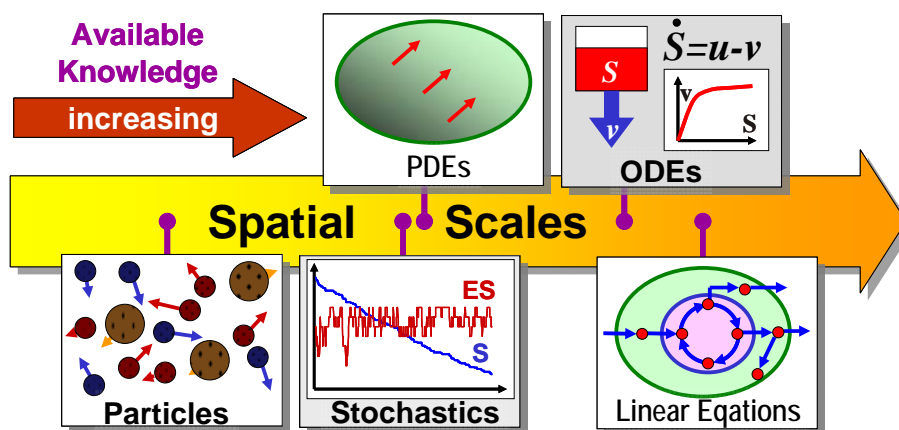 Available
Knowledge
increasing
S
v
Ṡ=u-v
v
S
PDEs
ODEs
Spatial Scales
ES
S
Particles
Stochastics
Linear Eqations